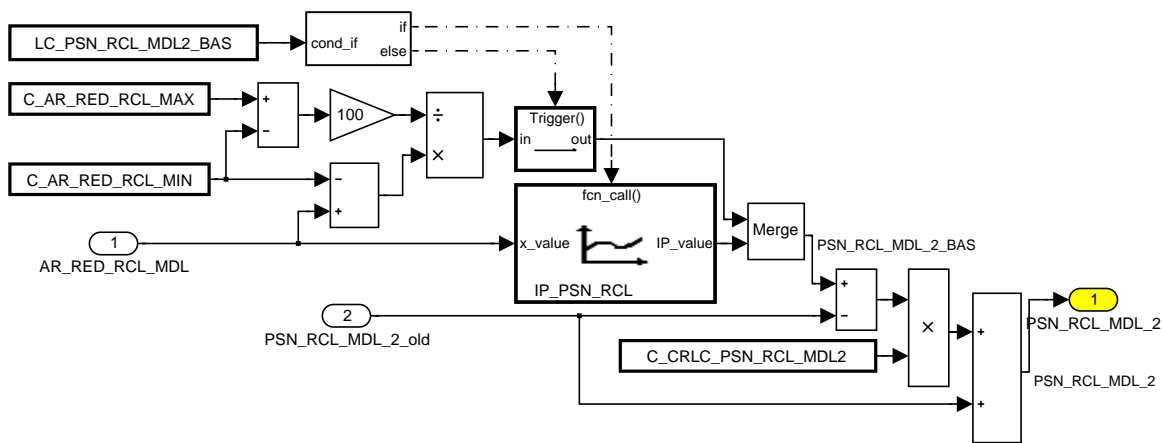 if
LC_PSN_RCL_MDL2_BAS
cond_if
else
C_AR_RED_RCL_MAX
+
−
100
÷
×
Trigger()
in
out
C_AR_RED_RCL_MIN
−
+
fcn_call()
1
AR_RED_RCL_MDL
x_value
IP_value
IP_PSN_RCL
Merge
PSN_RCL_MDL_2_BAS
2
PSN_RCL_MDL_2_old
+
−
×
C_CRLC_PSN_RCL_MDL2
+
+
1
PSN_RCL_MDL_2
PSN_RCL_MDL_2